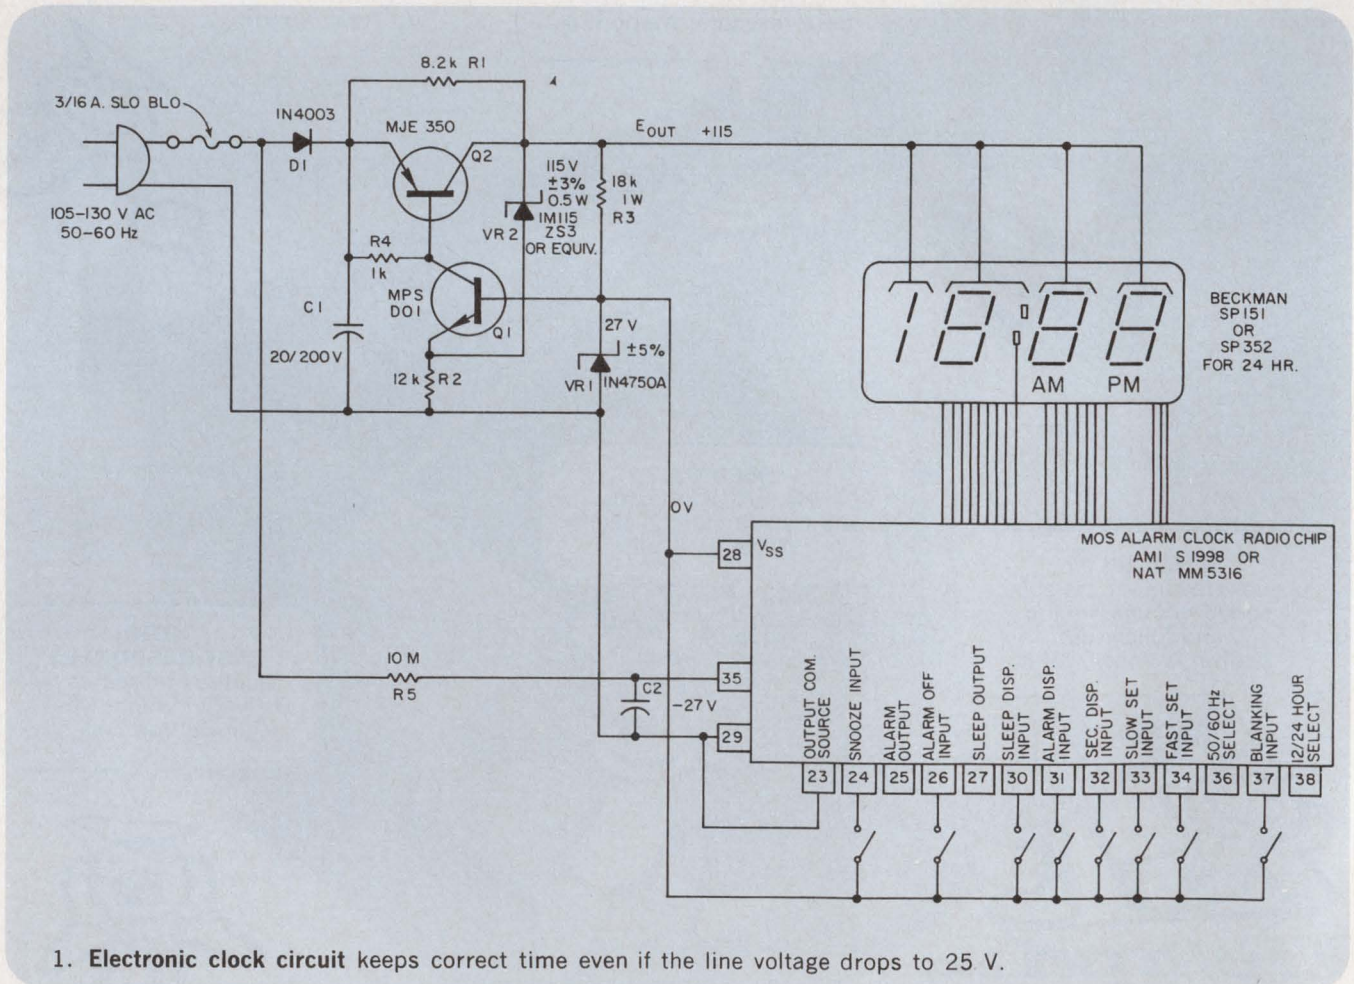 8.2k R1
3/16 A. SLO BLO
1N4003
D1
MJE 350
Q2
EOUT +115
105-130 V AC
50-60 Hz
115 V
±3%
0.5 W
1M115
ZS3
OR EQUIV.
VR2
18k
1W
R3
R4
1k
MPS
D01
Q1
C1
20/200 V
12 k R2
27 V
±5%
VR1 1N4750A
AM PM
BECKMAN
SP151
OR
SP352
FOR 24 HR.
0V
28 VSS
MOS ALARM CLOCK RADIO CHIP
AMI S1998 OR
NAT MM5316
10 M
R5
C2
-27 V
35
29
OUTPUT COM.
SOURCE
SNOOZE INPUT
ALARM
OUTPUT
ALARM OFF
INPUT
SLEEP OUTPUT
SLEEP DISP.
INPUT
ALARM DISP.
INPUT
SEC. DISP.
INPUT
SLOW SET
INPUT
FAST SET
INPUT
50/60 Hz
SELECT
BLANKING
INPUT
12/24 HOUR
SELECT
23 24 25 26 27 30 31 32 33 34 36 37 38
1. Electronic clock circuit keeps correct time even if the line voltage drops to 25 V.